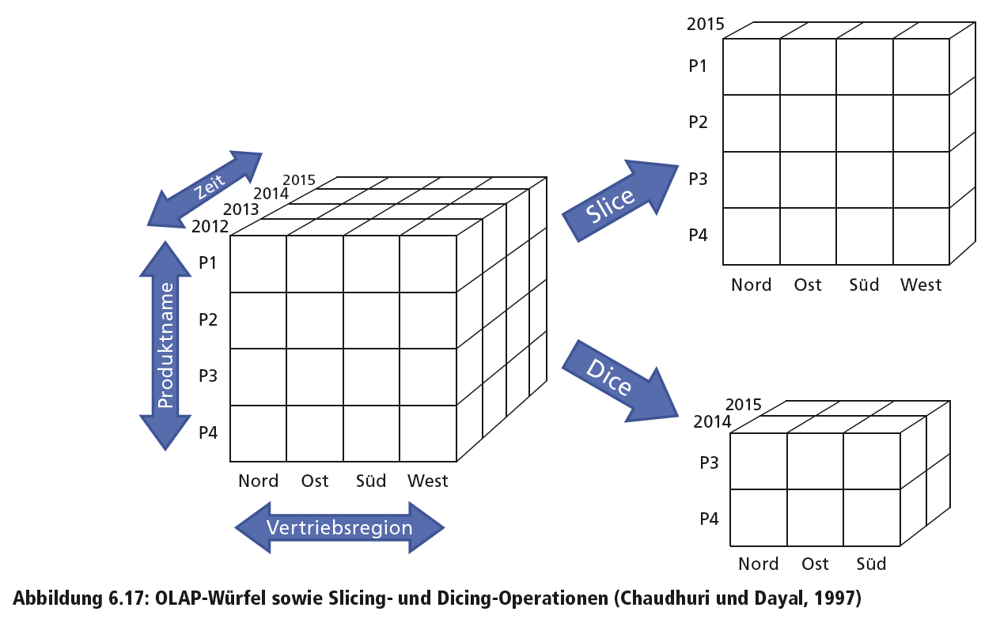 Zeit
2015
2014
2013
2012
Produktname
P1
P2
P3
P4
Nord Ost Süd West
Vertriebsregion
Slice
2015
P1
P2
P3
P4
Nord Ost Süd West
Dice
2015
2014
P3
P4
Nord Ost Süd
Abbildung 6.17: OLAP-Würfel sowie Slicing- und Dicing-Operationen (Chaudhuri und Dayal, 1997)